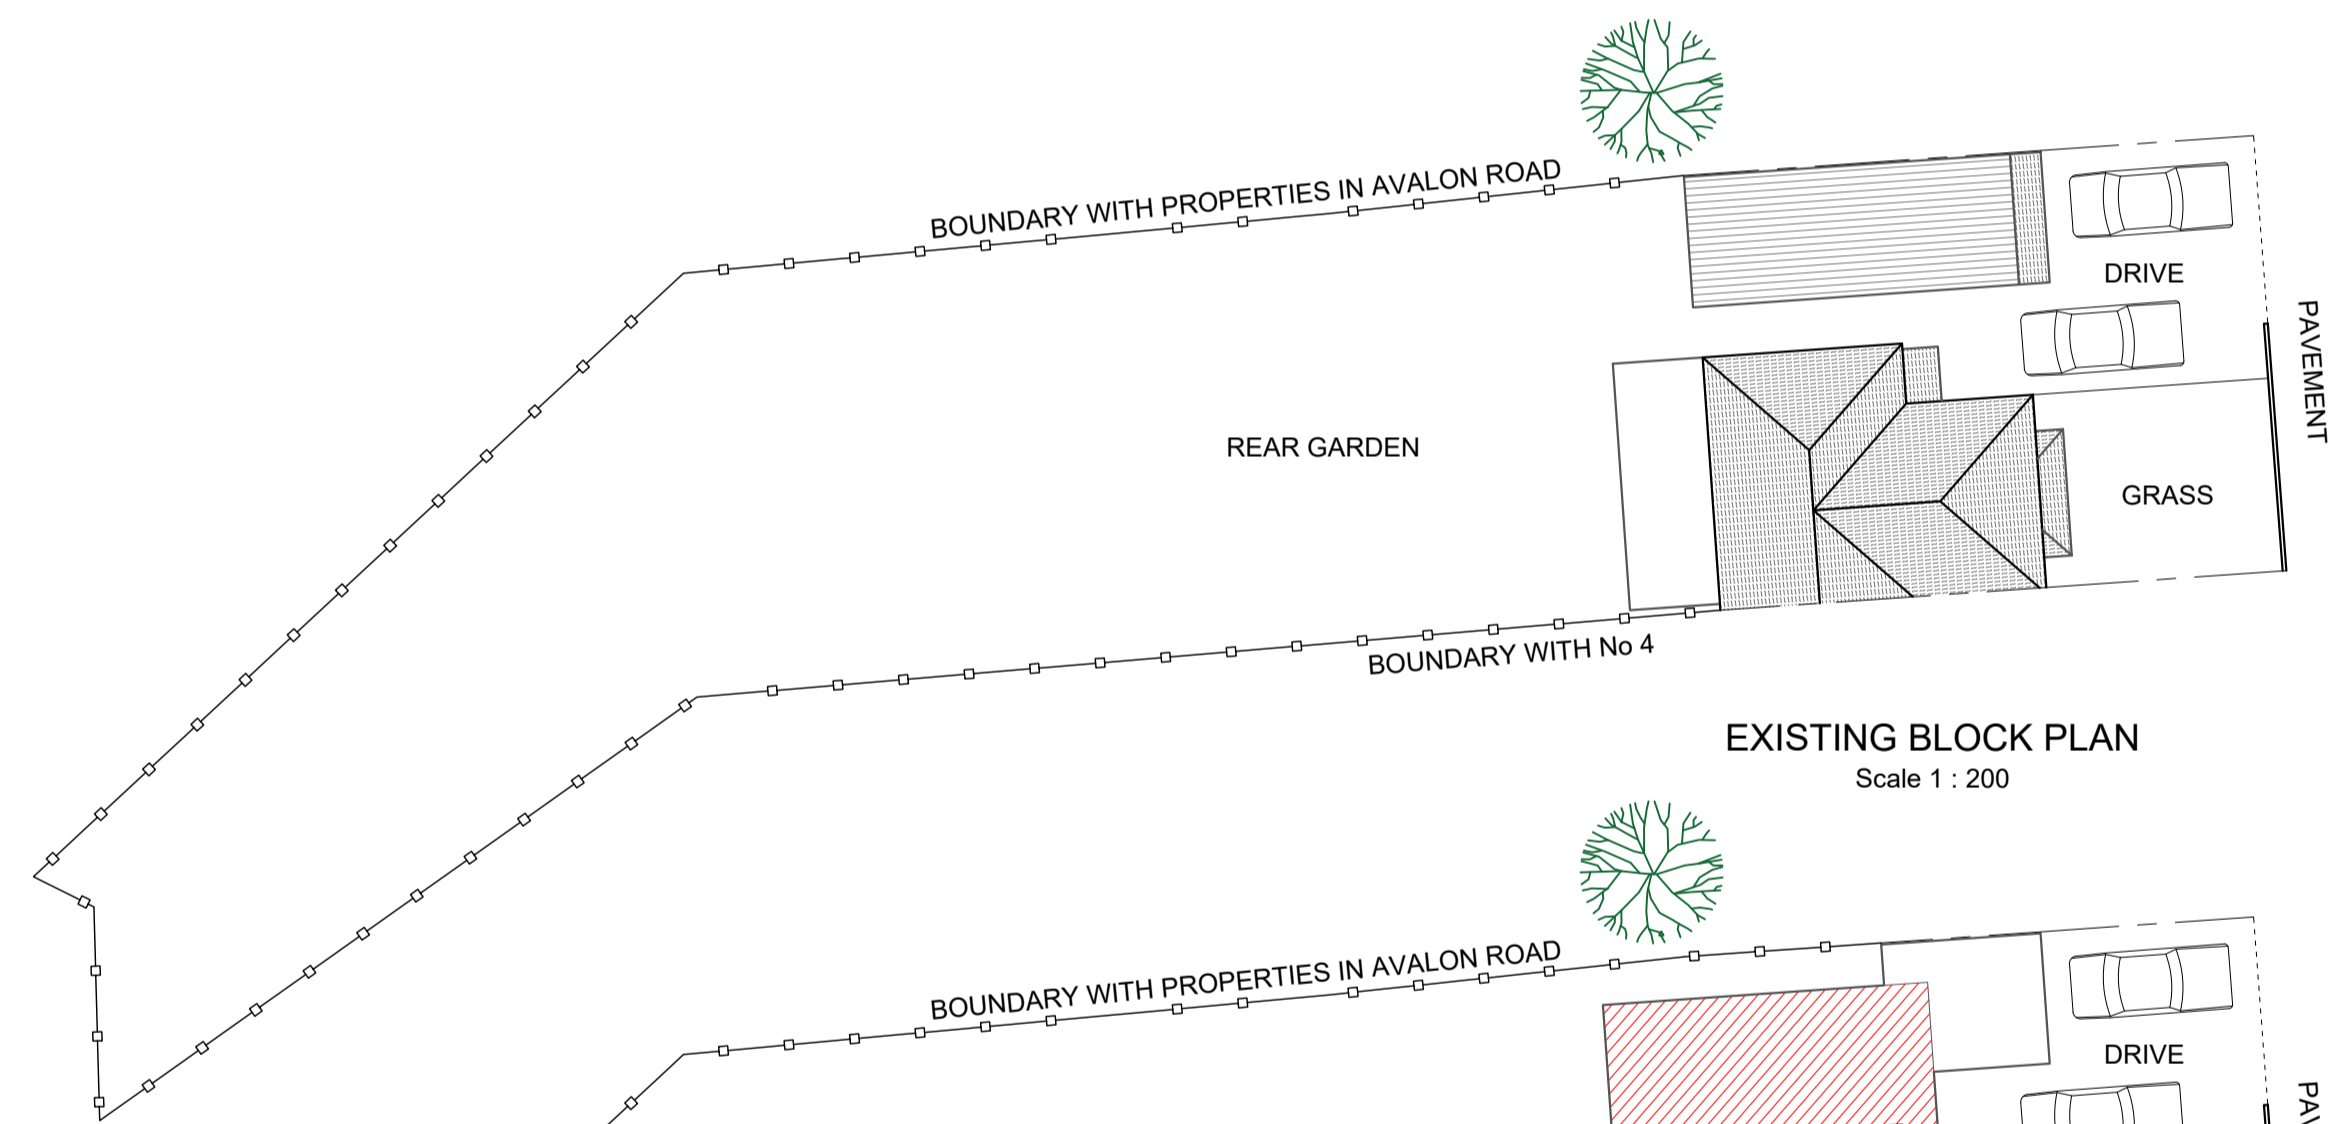 BOUNDARY WITH PROPERTIES IN AVALON ROAD
DRIVE
PAVEMENT
REAR GARDEN
GRASS
BOUNDARY WITH No 4
EXISTING BLOCK PLAN
Scale 1 : 200
BOUNDARY WITH PROPERTIES IN AVALON ROAD
DRIVE